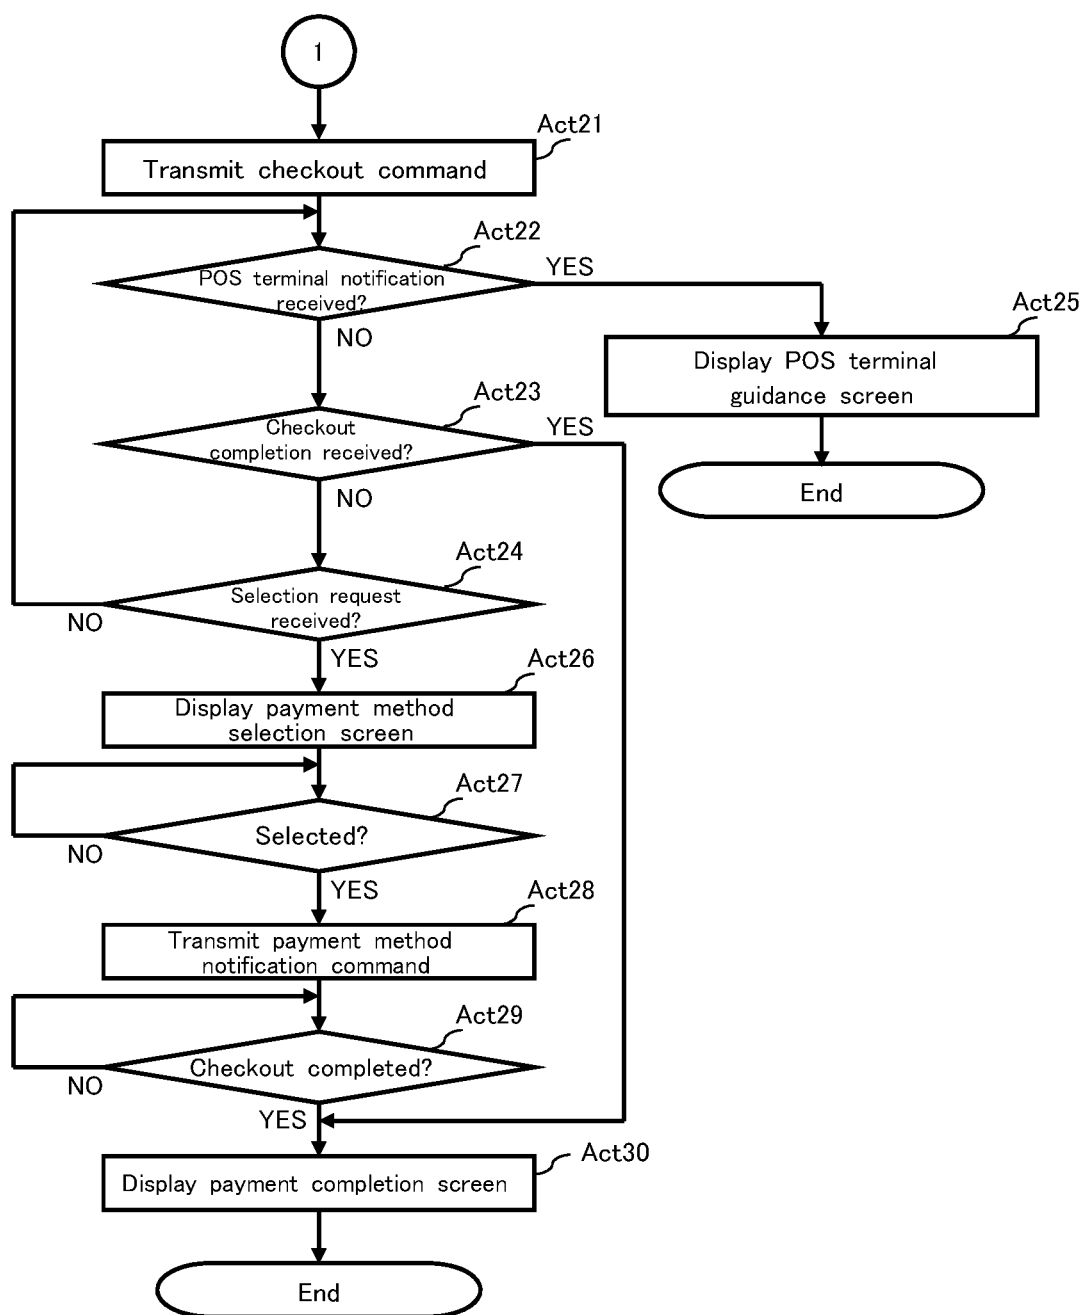 1
Act21
Transmit checkout command
Act22
POS terminal notification
received?
YES
NO
Act25
Display POS terminal
guidance screen
End
Act23
Checkout
completion received?
YES
NO
Act24
Selection request
received?
NO
YES
Act26
Display payment method
selection screen
Act27
Selected?
NO
YES
Act28
Transmit payment method
notification command
Act29
Checkout completed?
NO
YES
Act30
Display payment completion screen
End